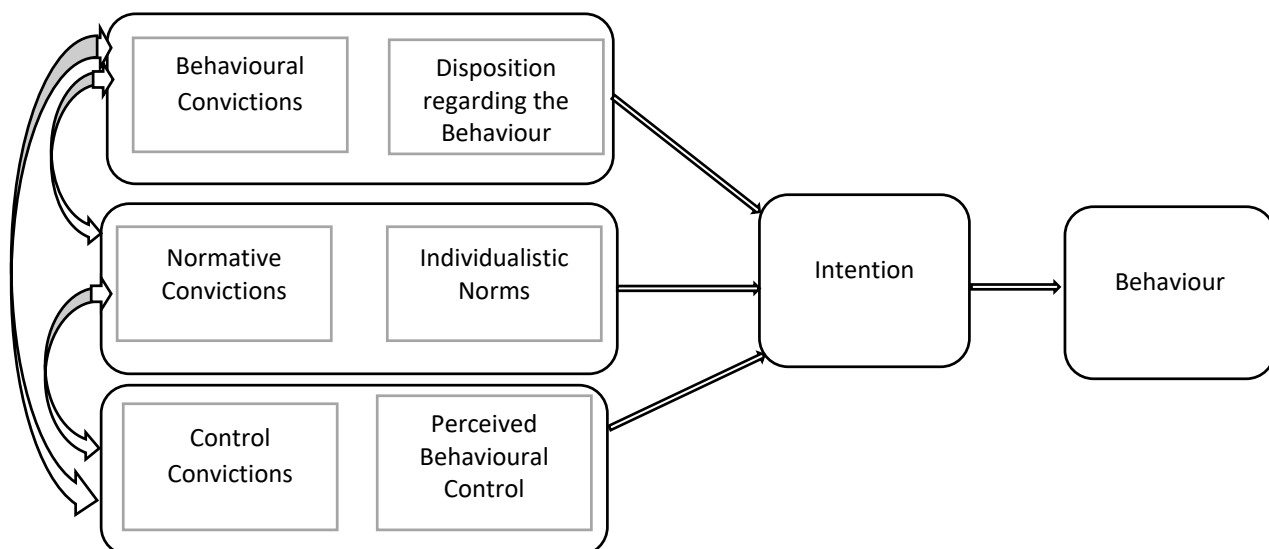 Behavioural
Convictions
Disposition
regarding the
Behaviour
Normative
Convictions
Individualistic
Norms
Control
Convictions
Perceived
Behavioural
Control
Intention
Behaviour